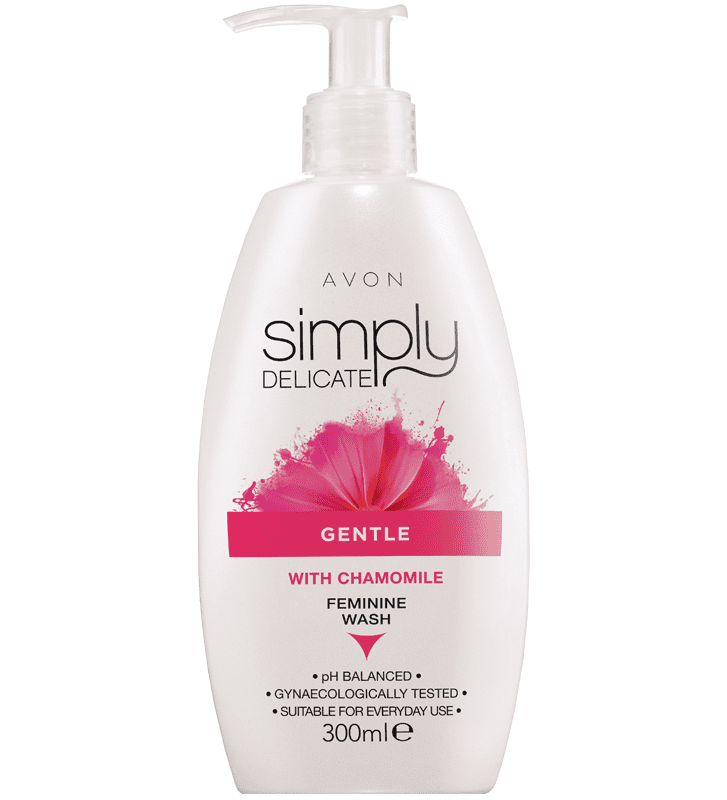 AVON
simply
DELICATE
GENTLE
WITH CHAMOMILE
FEMININE
WASH
• pH BALANCED •
• GYNAECOLOGICALLY TESTED •
• SUITABLE FOR EVERYDAY USE •
300ml℮